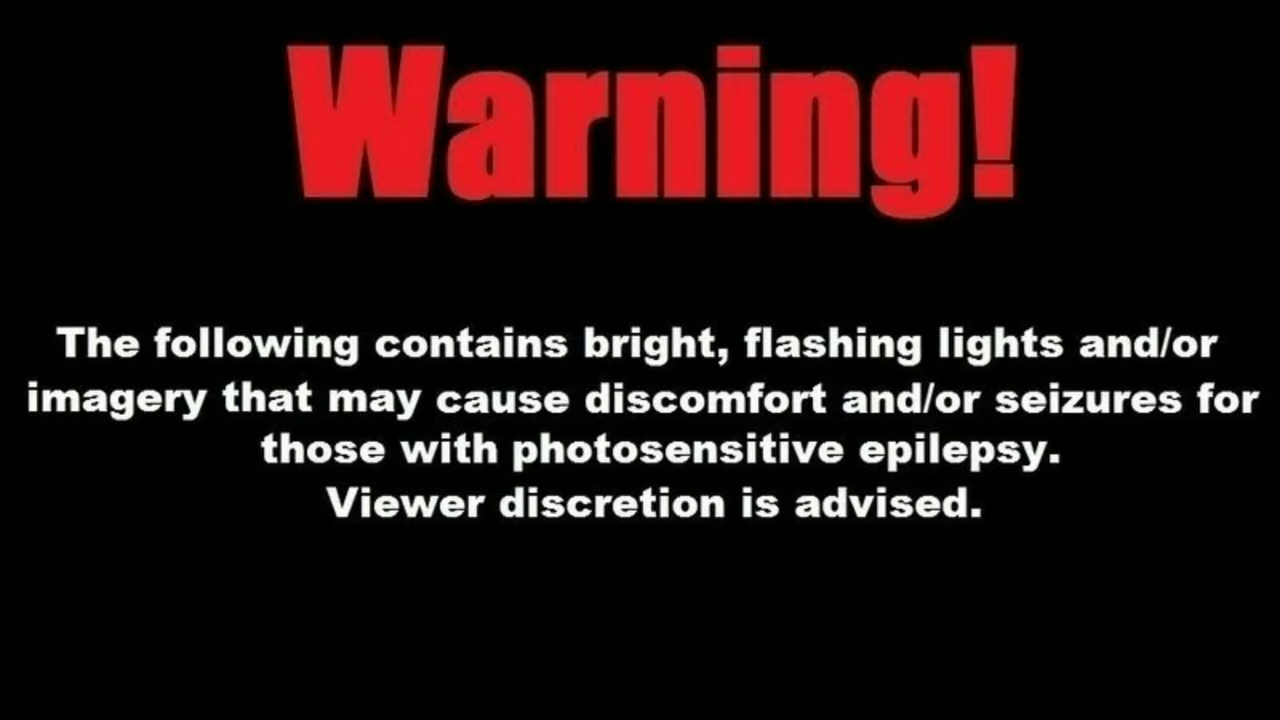 Warning!
The following contains bright, flashing lights and/or
imagery that may cause discomfort and/or seizures for
those with photosensitive epilepsy.
Viewer discretion is advised.